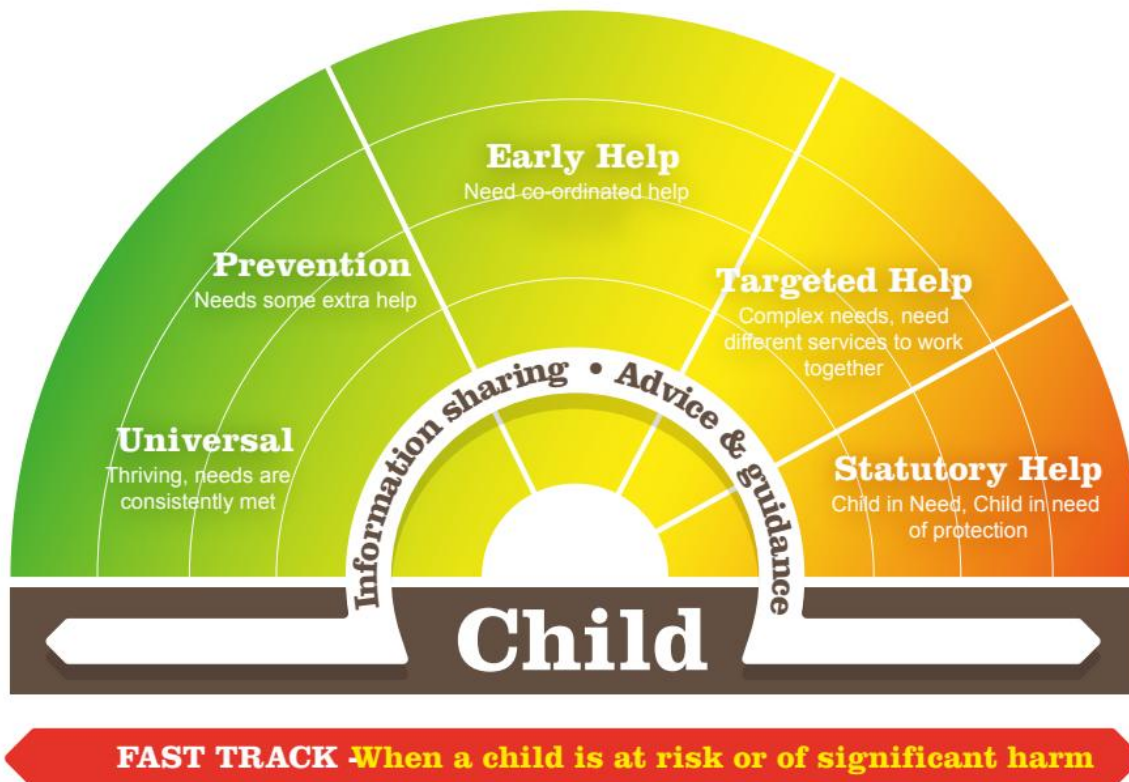 Early Help
Need co-ordinated help
Prevention
Needs some extra help
Targeted Help
Complex needs, need
different services to work
together
Universal
Thriving, needs are
consistently met
Statutory Help
Child in Need, Child in need
of protection
Information sharing • Advice & guidance
Child
FAST TRACK -When a child is at risk or of significant harm